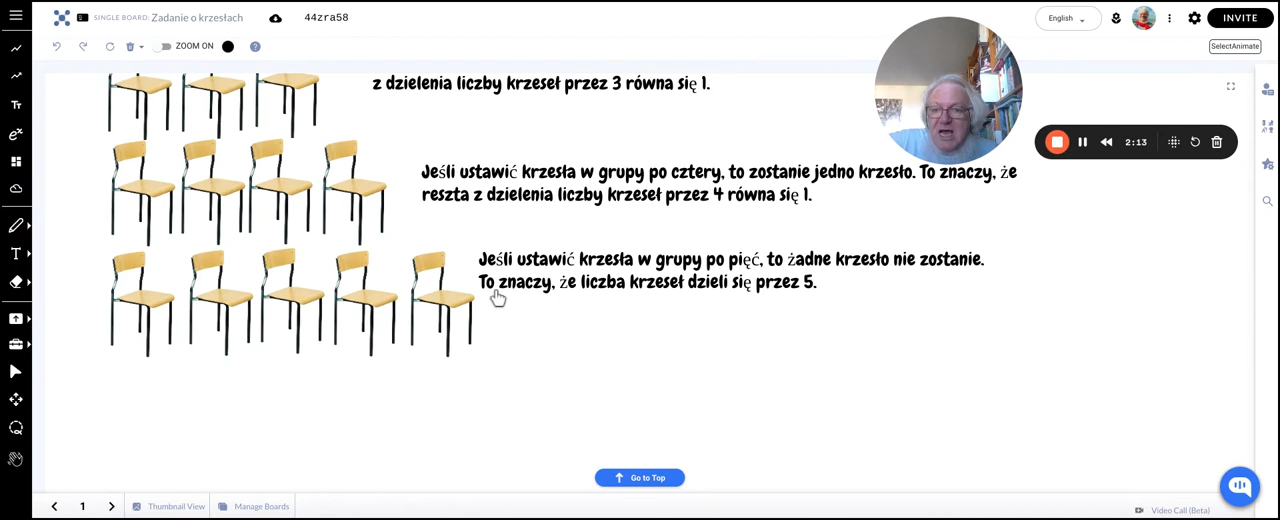 SINGLE BOARD: Zadanie o krzesłach
44zra58
English
INVITE
ZOOM ON
SelectAnimate
z dzielenia liczby krzeseł przez 3 równa się 1.
2:13
Jeśli ustawić krzesła w grupy po cztery, to zostanie jedno krzesło. To znaczy, że
reszta z dzielenia liczby krzeseł przez 4 równa się 1.
Jeśli ustawić krzesła w grupy po pięć, to żadne krzesło nie zostanie.
To znaczy, że liczba krzeseł dzieli się przez 5.
Go to Top
1
Thumbnail View
Manage Boards
Video Call (Beta)